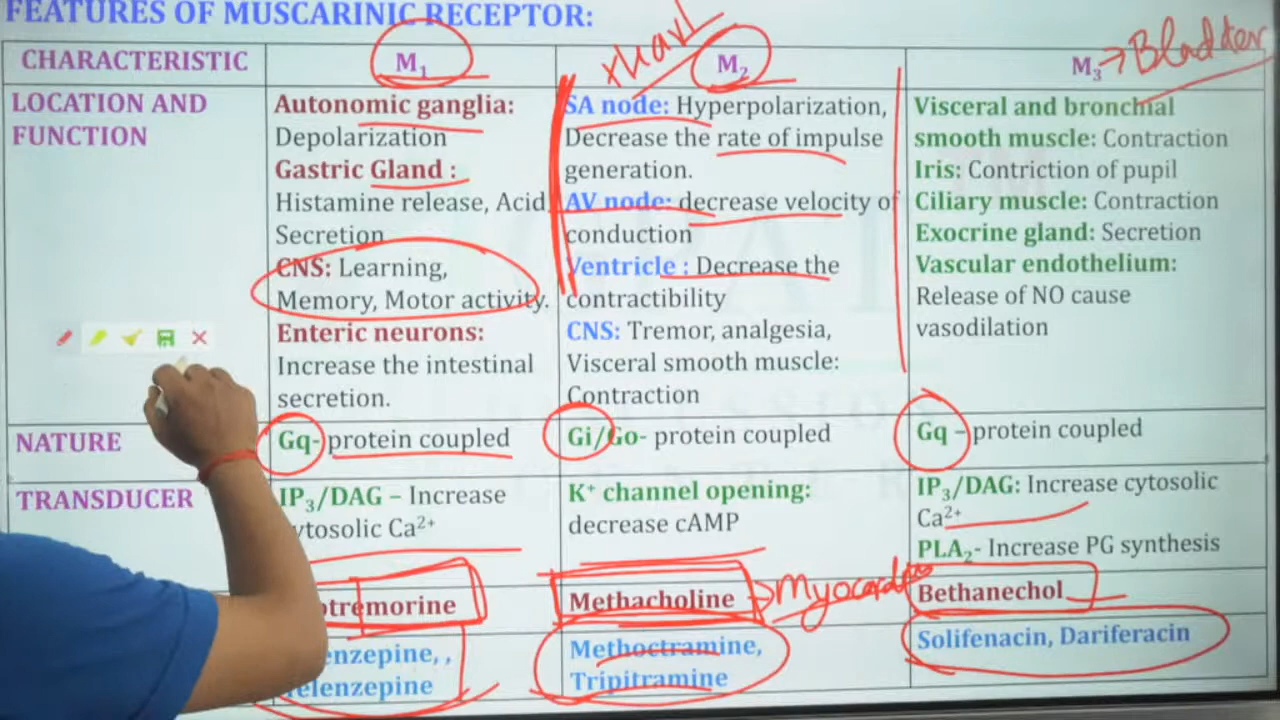 FEATURES OF MUSCARINIC RECEPTOR:
CHARACTERISTIC
M₁
*heart
M₂
M₃ → Bladder
LOCATION AND
FUNCTION
Autonomic ganglia:
Depolarization
Gastric Gland :
Histamine release, Acid
Secretion
CNS: Learning,
Memory, Motor activity.
Enteric neurons:
Increase the intestinal
secretion.
SA node: Hyperpolarization,
Decrease the rate of impulse
generation.
AV node: decrease velocity of
conduction
Ventricle : Decrease the
contractibility
CNS: Tremor, analgesia,
Visceral smooth muscle:
Contraction
Visceral and bronchial
smooth muscle: Contraction
Iris: Contriction of pupil
Ciliary muscle: Contraction
Exocrine gland: Secretion
Vascular endothelium:
Release of NO cause
vasodilation
NATURE
Gq- protein coupled
Gi/Go- protein coupled
Gq – protein coupled
TRANSDUCER
IP₃/DAG – Increase
cytosolic Ca²⁺
K⁺ channel opening:
decrease cAMP
IP₃/DAG: Increase cytosolic
Ca²⁺
PLA₂- Increase PG synthesis
otremorine
Methacholine
Bethanechol
enzepine, ,
Telenzepine
Methoctramine,
Tripitramine
Solifenacin, Dariferacin